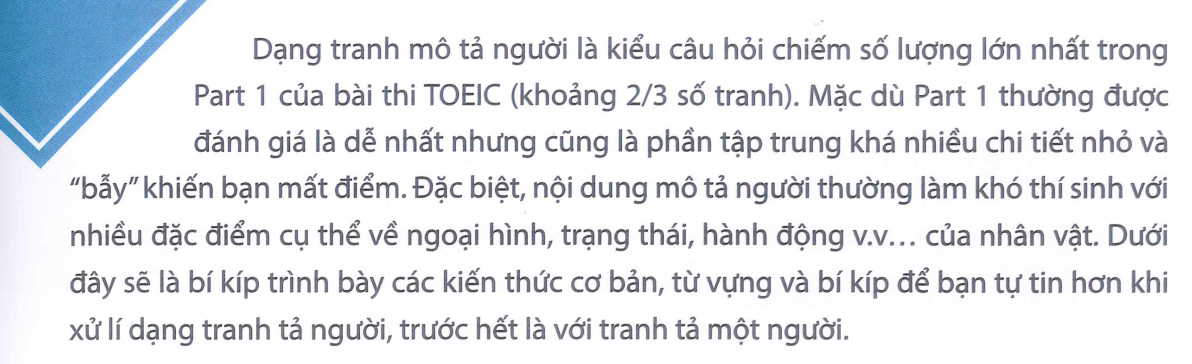 Dạng tranh mô tả người là kiểu câu hỏi chiếm số lượng lớn nhất trong
Part 1 của bài thi TOEIC (khoảng 2/3 số tranh). Mặc dù Part 1 thường được
đánh giá là dễ nhất nhưng cũng là phần tập trung khá nhiều chi tiết nhỏ và
“bẫy” khiến bạn mất điểm. Đặc biệt, nội dung mô tả người thường làm khó thí sinh với
nhiều đặc điểm cụ thể về ngoại hình, trạng thái, hành động v.v... của nhân vật. Dưới
đây sẽ là bí kíp trình bày các kiến thức cơ bản, từ vựng và bí kíp để bạn tự tin hơn khi
xử lí dạng tranh tả người, trước hết là với tranh tả một người.